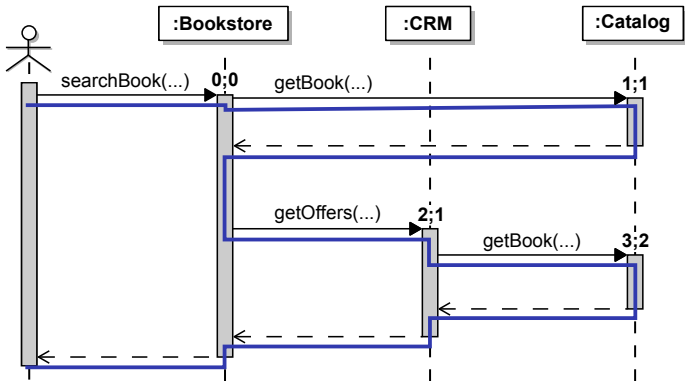 :Bookstore :CRM :Catalog
searchBook(...) 0;0 getBook(...) 1;1
getOffers(...) 2;1
getBook(...) 3;2